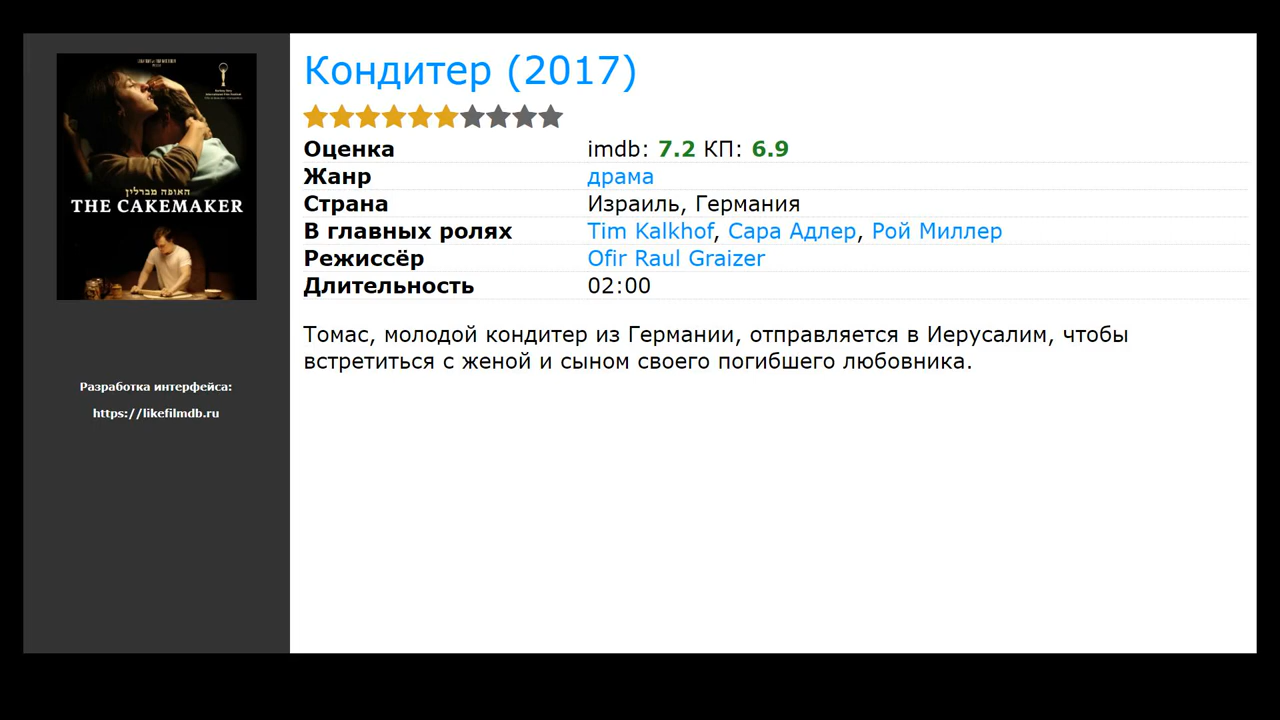 Кондитер (2017)
Оценка imdb: 7.2 КП: 6.9
Жанр драма
Страна Израиль, Германия
В главных ролях Tim Kalkhof, Сара Адлер, Рой Миллер
Режиссёр Ofir Raul Graizer
Длительность 02:00
Томас, молодой кондитер из Германии, отправляется в Иерусалим, чтобы
встретиться с женой и сыном своего погибшего любовника.
האופה מברלין
THE CAKEMAKER
Разработка интерфейса:
https://likefilmdb.ru